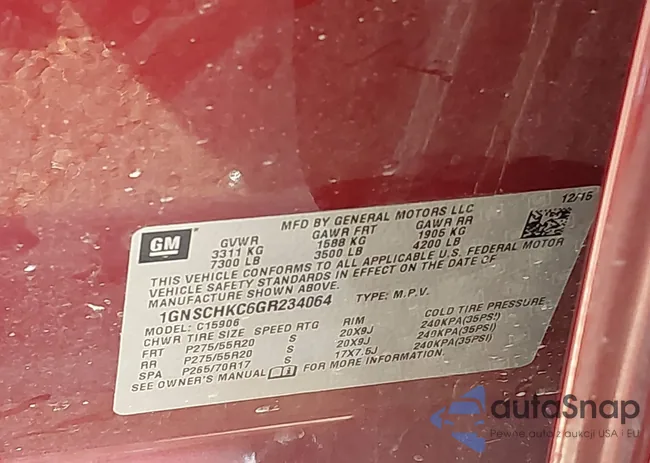 12/15
GM
MFD BY GENERAL MOTORS LLC
GVWR GAWR FRT GAWR RR
3311 KG 1588 KG 1905 KG
7300 LB 3500 LB 4200 LB
THIS VEHICLE CONFORMS TO ALL APPLICABLE U.S. FEDERAL MOTOR
VEHICLE SAFETY STANDARDS IN EFFECT ON THE DATE OF
MANUFACTURE SHOWN ABOVE.
1GNSCHKC6GR234064 TYPE: M.P.V.
MODEL: C15906
CHWR TIRE SIZE SPEED RTG RIM COLD TIRE PRESSURE
FRT P275/55R20 S 20X9J 240KPA(35PSI)
RR P275/55R20 S 20X9J 240KPA(35PSI)
SPA P265/70R17 S 17X7.5J 240KPA(35PSI)
SEE OWNER'S MANUAL FOR MORE INFORMATION.
autoSnap
Pewne auto z aukcji USA · EU